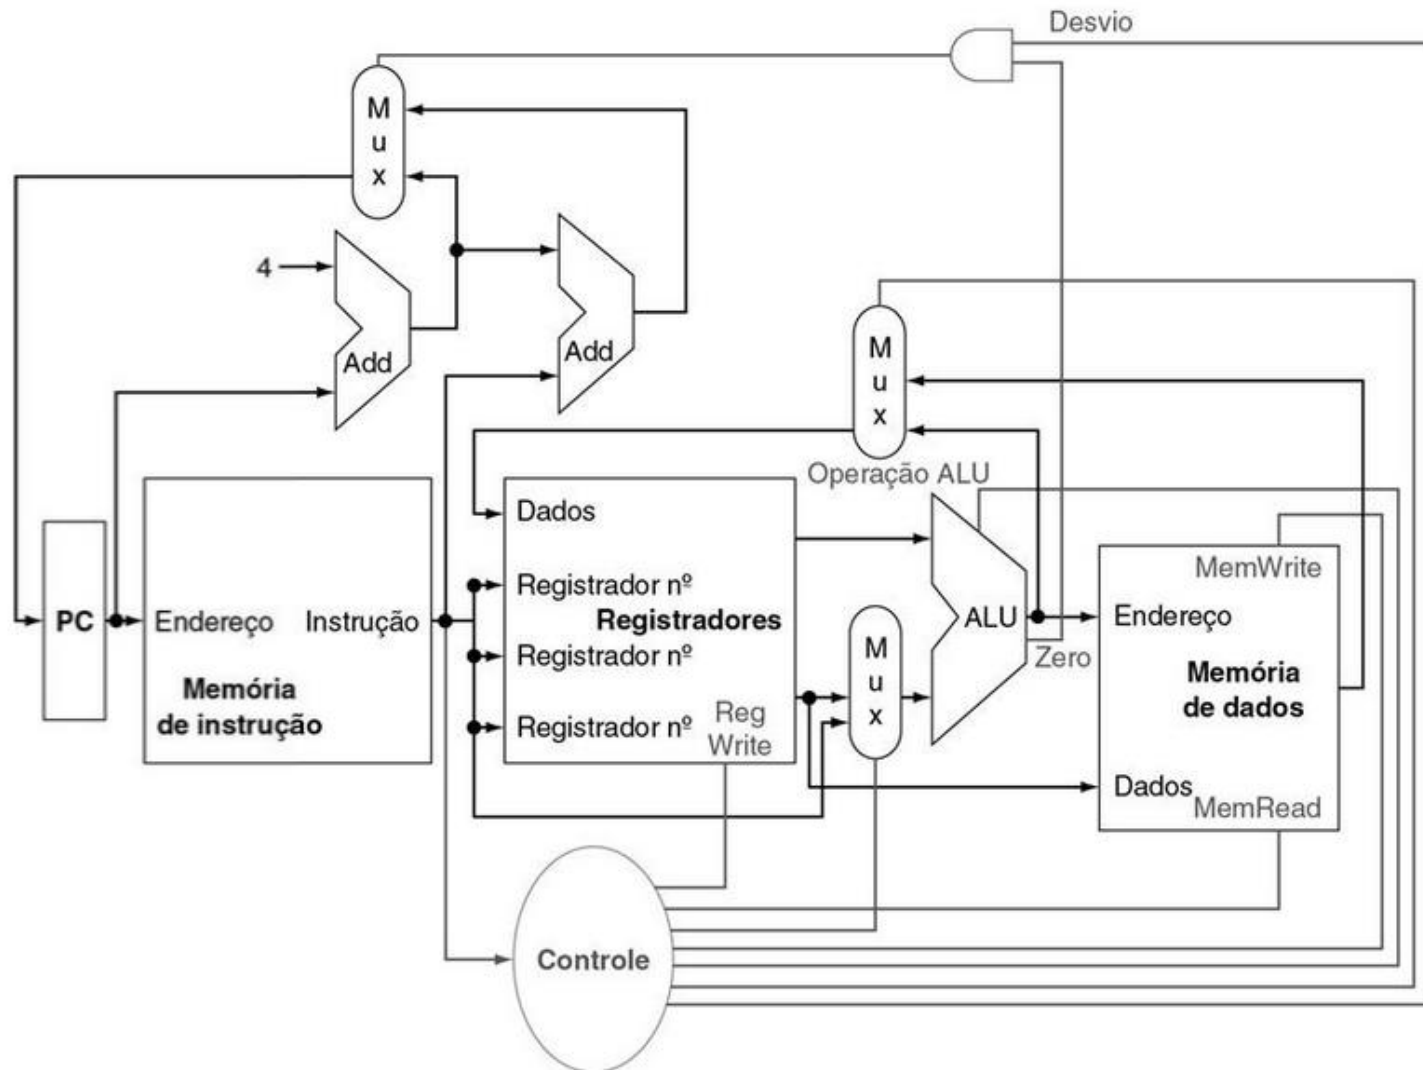 Desvio
M
u
x
4
Add
Add
M
u
x
Operação ALU
Dados
Registrador nº
Registradores
Registrador nº
Registrador nº
Reg
Write
PC
Endereço
Instrução
Memória
de instrução
M
u
x
ALU
Zero
MemWrite
Endereço
Memória
de dados
Dados
MemRead
Controle